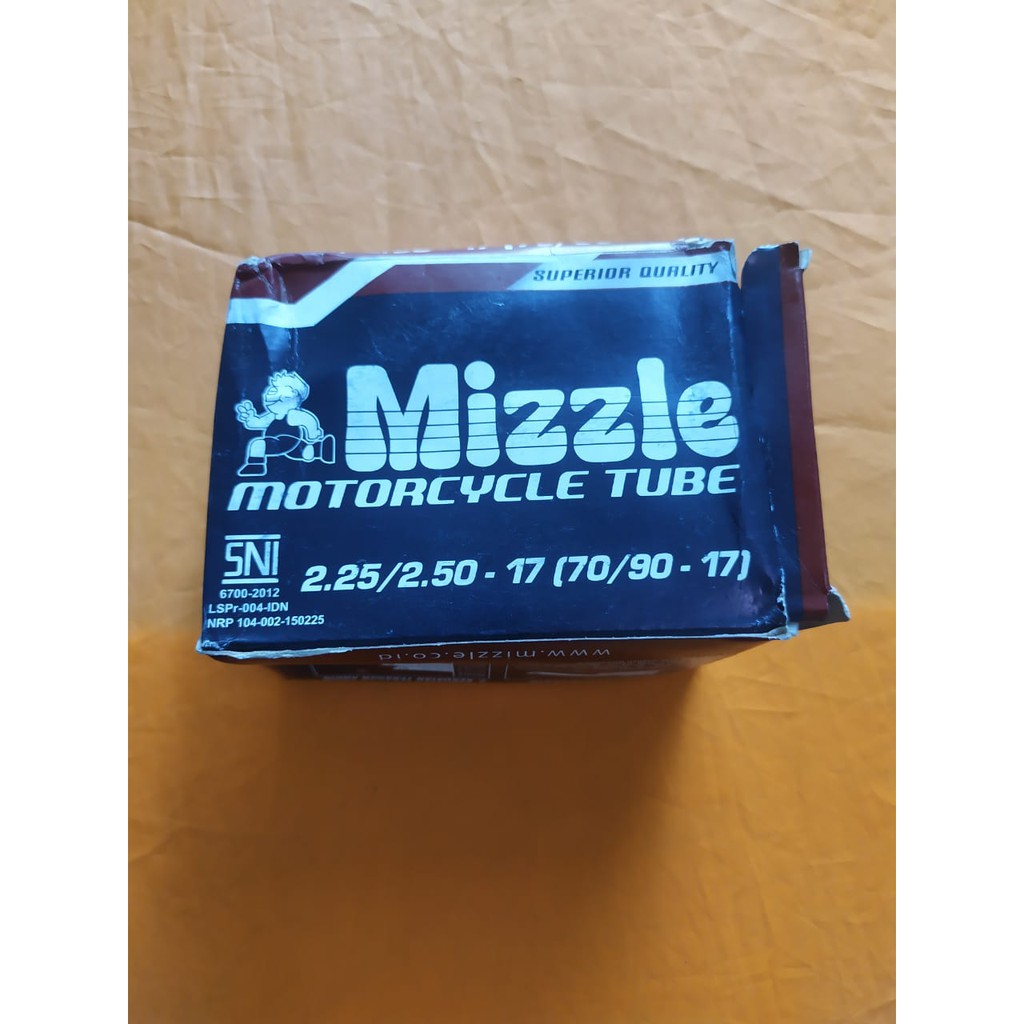 SUPERIOR QUALITY
Mizzle
MOTORCYCLE TUBE
SNI
6700-2012
LSPr-004-IDN
NRP 104-002-150225
2.25/2.50 - 17 (70/90 - 17)
www.mizzle.co.id